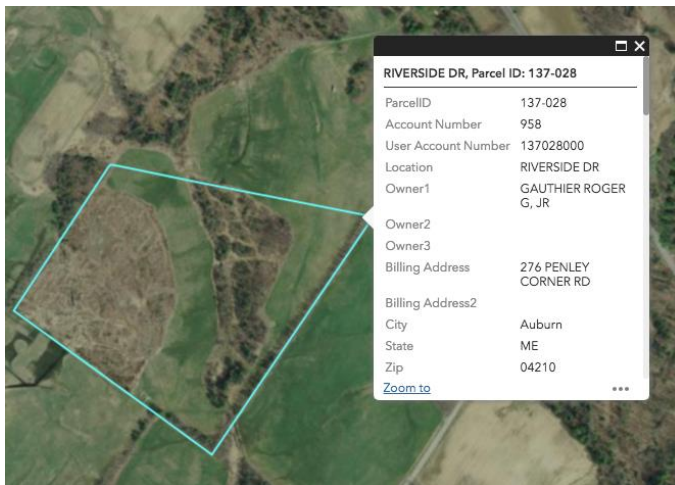 RIVERSIDE DR, Parcel ID: 137-028
ParcelID 137-028
Account Number 958
User Account Number 137028000
Location RIVERSIDE DR
Owner1 GAUTHIER ROGER
G, JR
Owner2
Owner3
Billing Address 276 PENLEY
CORNER RD
Billing Address2
City Auburn
State ME
Zip 04210
Zoom to